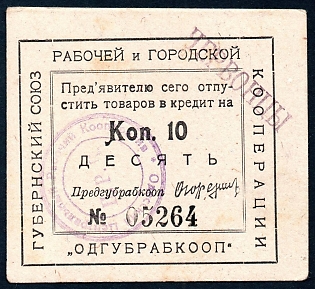 РАБОЧЕЙ и ГОРОДСКОЙ
ГУБЕРНСКИЙ СОЮЗ
КООПЕРАЦИИ
Пред'явителю сего отпу-
стить товаров в кредит на
Коп. 10
ДЕСЯТЬ
Предгубрабкооп
№ 05264
„ОДГУБРАБКООП"